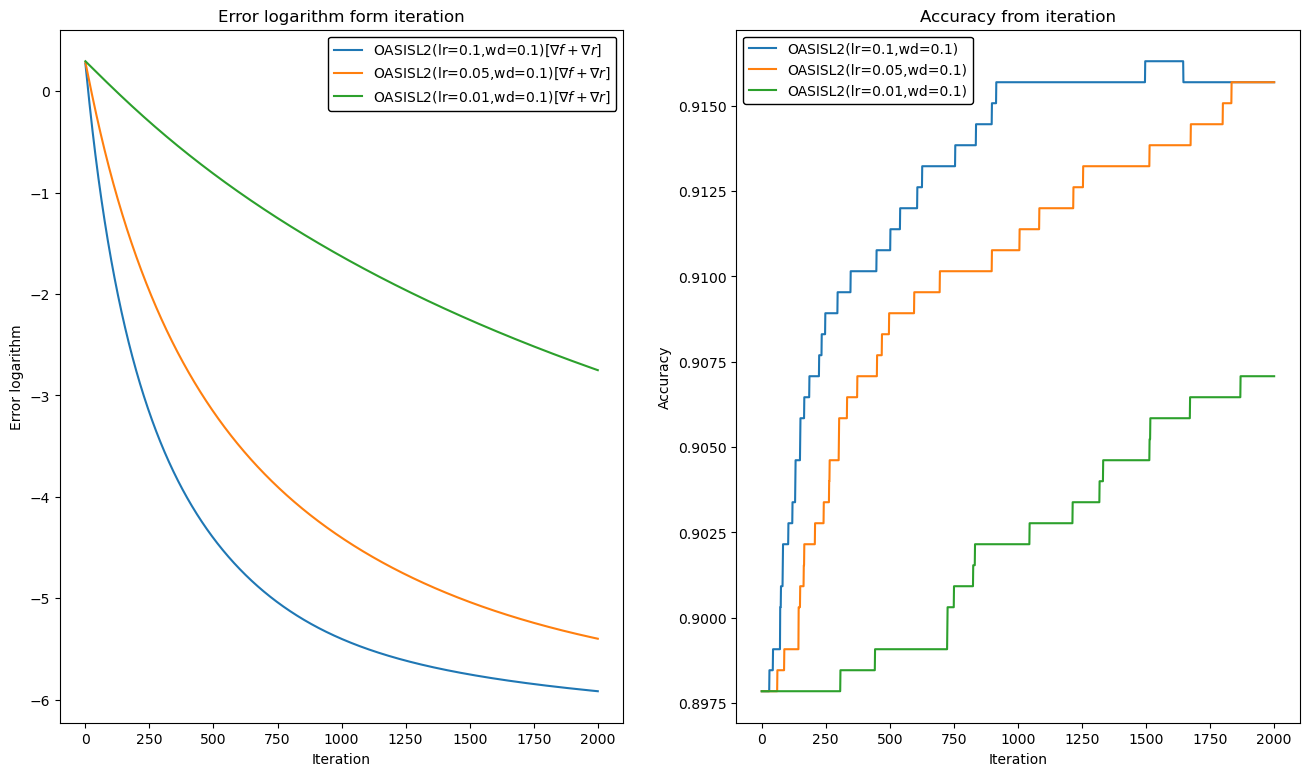 Error logarithm form iteration
OASISL2(lr=0.1,wd=0.1)[∇f + ∇r]
OASISL2(lr=0.05,wd=0.1)[∇f + ∇r]
OASISL2(lr=0.01,wd=0.1)[∇f + ∇r]
Error logarithm
0
−1
−2
−3
−4
−5
−6
0 250 500 750 1000 1250 1500 1750 2000
Iteration
Accuracy from iteration
OASISL2(lr=0.1,wd=0.1)
OASISL2(lr=0.05,wd=0.1)
OASISL2(lr=0.01,wd=0.1)
Accuracy
0.9150
0.9125
0.9100
0.9075
0.9050
0.9025
0.9000
0.8975
0 250 500 750 1000 1250 1500 1750 2000
Iteration